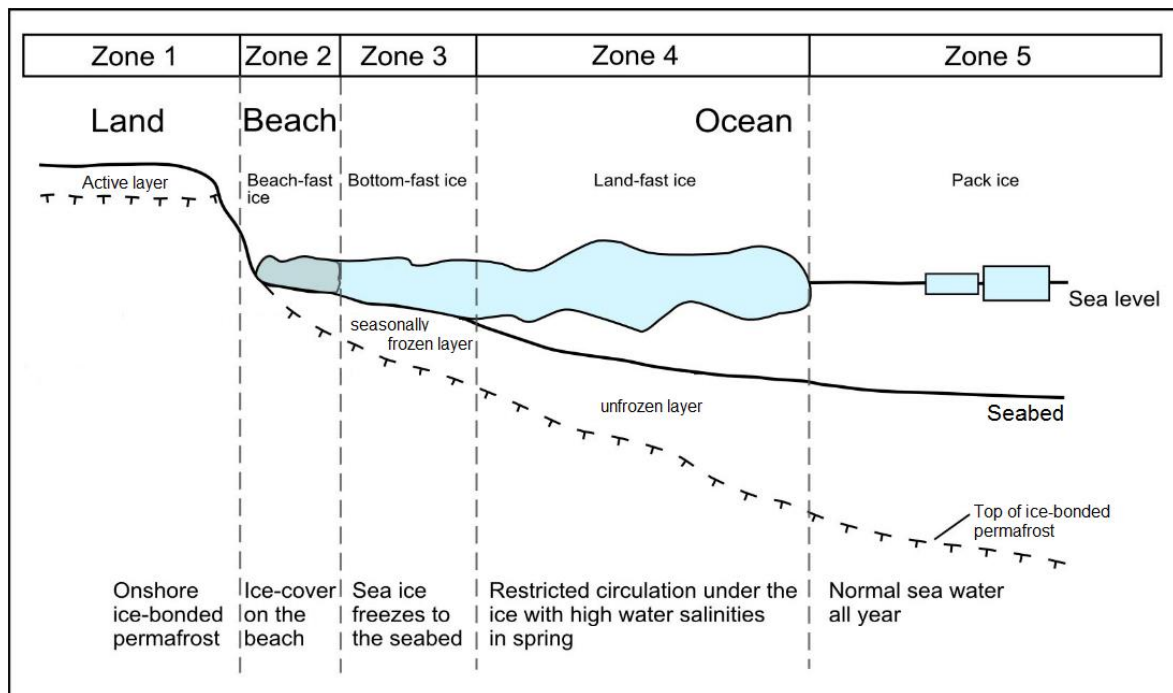 Zone 1
Zone 2
Zone 3
Zone 4
Zone 5
Land
Beach
Ocean
Active layer
Beach-fast
ice
Bottom-fast ice
Land-fast ice
Pack ice
Sea level
seasonally
frozen layer
unfrozen layer
Seabed
Top of ice-bonded
permafrost
Onshore
ice-bonded
permafrost
Ice-cover
on the
beach
Sea ice
freezes to
the seabed
Restricted circulation under the
ice with high water salinities
in spring
Normal sea water
all year